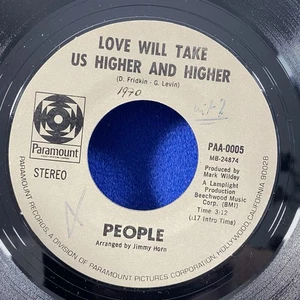 LOVE WILL TAKE
US HIGHER AND HIGHER
(D. Fridkin - G. Levin)
1970
Paramount
STEREO
PAA-0005
MB-24874
Produced by
Mark Wildey
A Lamplight
Production
Beechwood Music
Corp. (BMI)
Time 3:12
(:17 Intro Time)
PEOPLE
Arranged by Jimmy Horn
PARAMOUNT RECORDS, A DIVISION OF PARAMOUNT PICTURES CORPORATION HOLLYWOOD, CALIFORNIA 90028